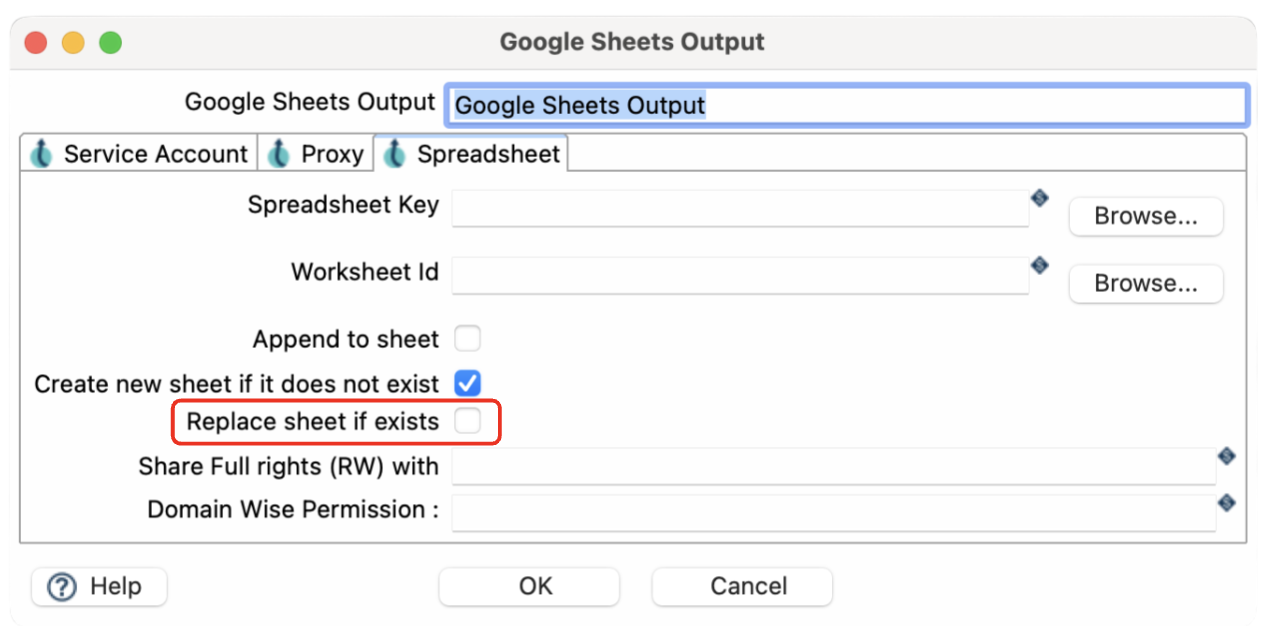 Google Sheets Output
Google Sheets Output Google Sheets Output
Service Account Proxy Spreadsheet
Spreadsheet Key Browse...
Worksheet Id Browse...
Append to sheet
Create new sheet if it does not exist
Replace sheet if exists
Share Full rights (RW) with
Domain Wise Permission :
? Help OK Cancel